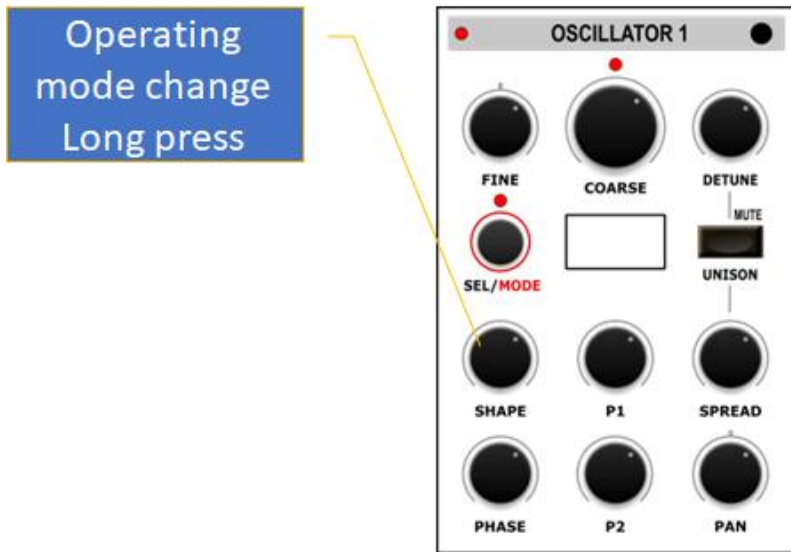 Operating
mode change
Long press
OSCILLATOR 1
FINE
COARSE
DETUNE
MUTE
SEL/MODE
UNISON
SHAPE
P1
SPREAD
PHASE
P2
PAN